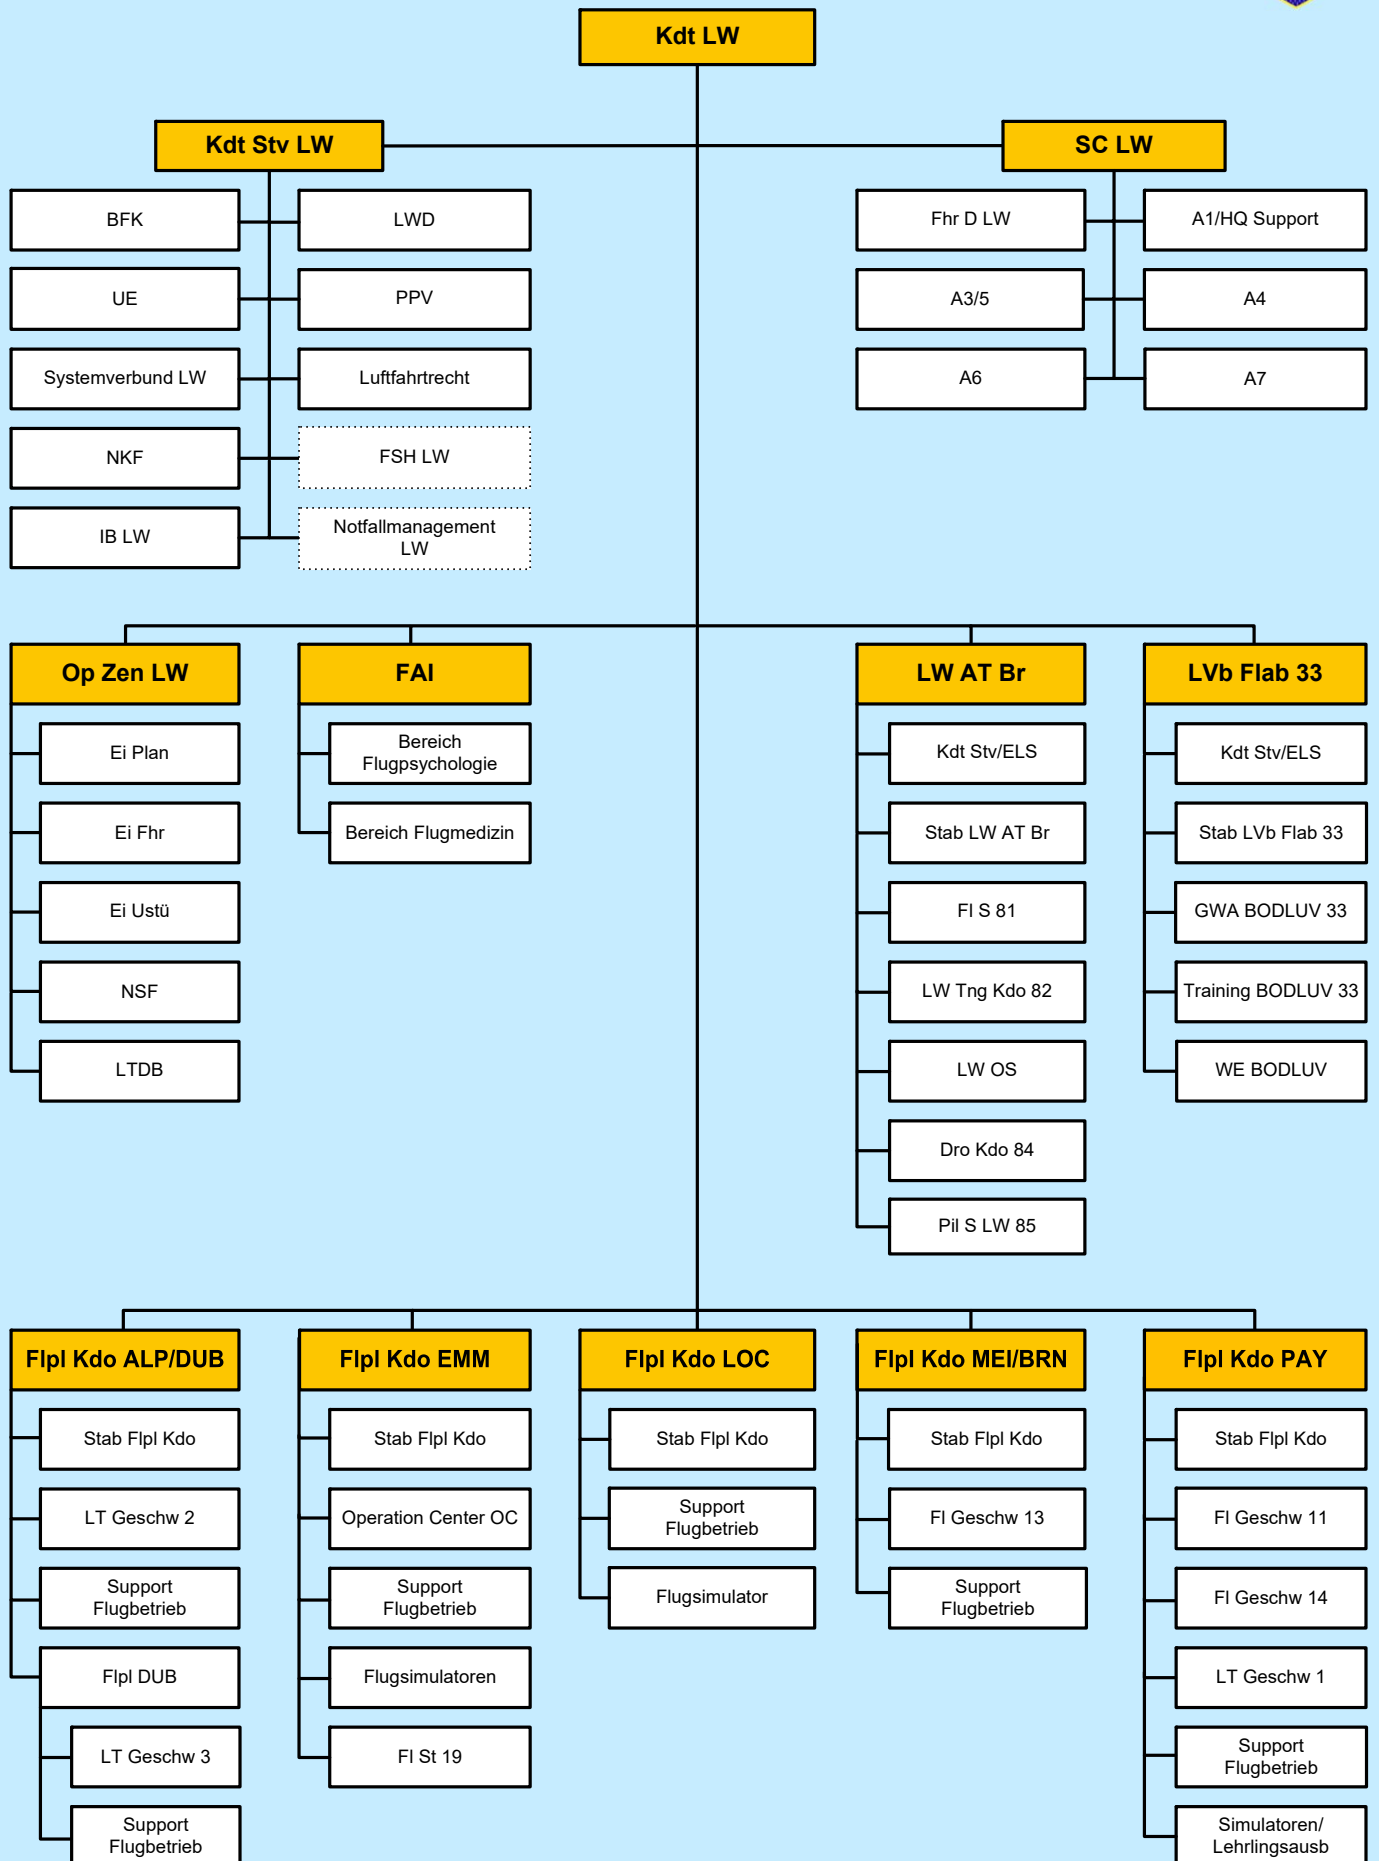 Kdt LW
Kdt Stv LW
SC LW
BFK
LWD
UE
PPV
Systemverbund LW
Luftfahrtrecht
NKF
FSH LW
IB LW
Notfallmanagement
LW
Fhr D LW
A1/HQ Support
A3/5
A4
A6
A7
Op Zen LW
Ei Plan
Ei Fhr
Ei Ustü
NSF
LTDB
FAI
Bereich
Flugpsychologie
Bereich Flugmedizin
LW AT Br
Kdt Stv/ELS
Stab LW AT Br
Fl S 81
LW Tng Kdo 82
LW OS
Dro Kdo 84
Pil S LW 85
LVb Flab 33
Kdt Stv/ELS
Stab LVb Flab 33
GWA BODLUV 33
Training BODLUV 33
WE BODLUV
Flpl Kdo ALP/DUB
Stab Flpl Kdo
LT Geschw 2
Support
Flugbetrieb
Flpl DUB
LT Geschw 3
Support
Flugbetrieb
Flpl Kdo EMM
Stab Flpl Kdo
Operation Center OC
Support
Flugbetrieb
Flugsimulatoren
Fl St 19
Flpl Kdo LOC
Stab Flpl Kdo
Support
Flugbetrieb
Flugsimulator
Flpl Kdo MEI/BRN
Stab Flpl Kdo
Fl Geschw 13
Support
Flugbetrieb
Flpl Kdo PAY
Stab Flpl Kdo
Fl Geschw 11
Fl Geschw 14
LT Geschw 1
Support
Flugbetrieb
Simulatoren/
Lehrlingsausb